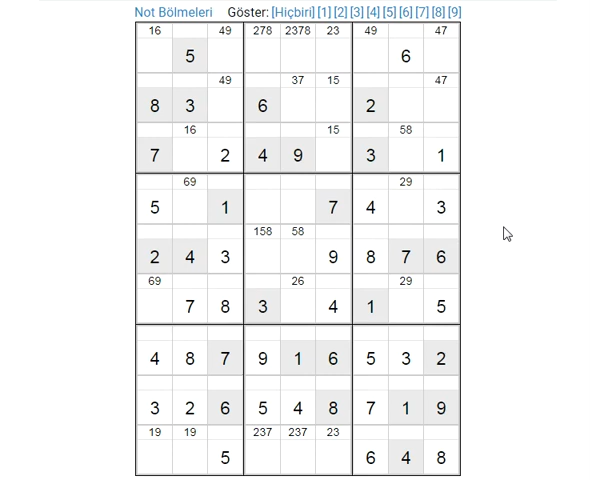 Not Bölmeleri Göster: [Hiçbiri] [1] [2] [3] [4] [5] [6] [7] [8] [9]
16 49 278 2378 23 49 47
5 6
49 37 15 47
8 3 6 2
16 15 58
7 2 4 9 3 1
69 29
5 1 7 4 3
158 58
2 4 3 9 8 7 6
69 26 29
7 8 3 4 1 5
4 8 7 9 1 6 5 3 2
3 2 6 5 4 8 7 1 9
19 19 237 237 23
5 6 4 8